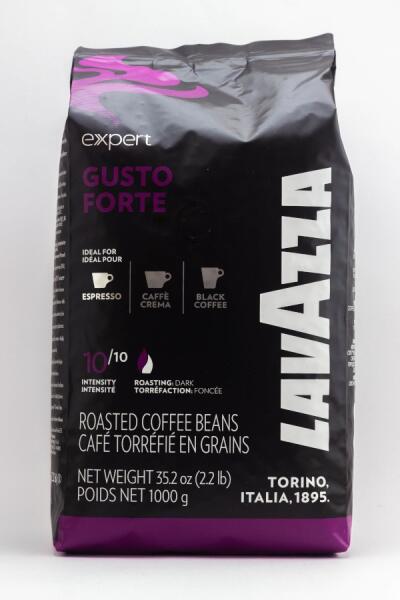 expert
GUSTO
FORTE
IDEAL FOR
IDÉAL POUR
ESPRESSO
CAFFÈ
CREMA
BLACK
COFFEE
10/10
INTENSITY
INTENSITÉ
ROASTING: DARK
TORRÉFACTION: FONCÉE
LAVAZZA
ROASTED COFFEE BEANS
CAFÉ TORRÉFIÉ EN GRAINS
NET WEIGHT 35.2 oz (2.2 lb)
POIDS NET 1000 g
TORINO,
ITALIA, 1895.